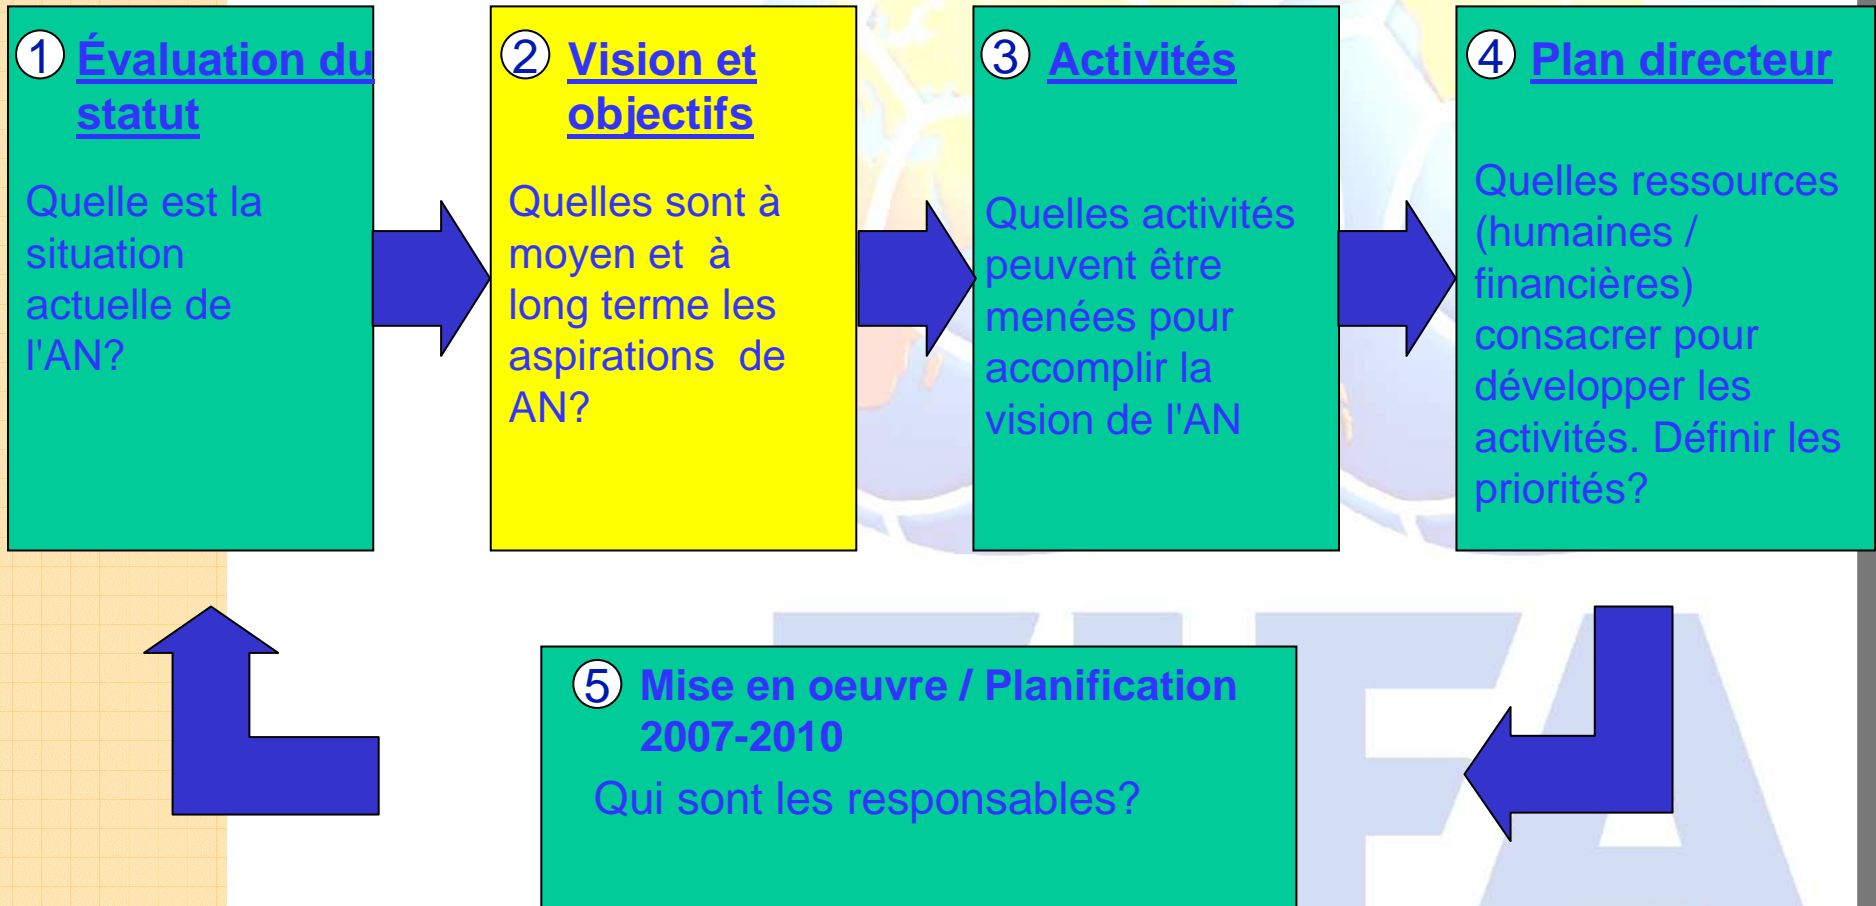 1 Évaluation du
statut
Quelle est la
situation
actuelle de
l'AN?
2 Vision et
objectifs
Quelles sont à
moyen et à
long terme les
aspirations de
AN?
3 Activités
Quelles activités
peuvent être
menées pour
accomplir la
vision de l'AN
4 Plan directeur
Quelles ressources
(humaines /
financières)
consacrer pour
développer les
activités. Définir les
priorités?
5 Mise en oeuvre / Planification
2007-2010
Qui sont les responsables?
FIFA